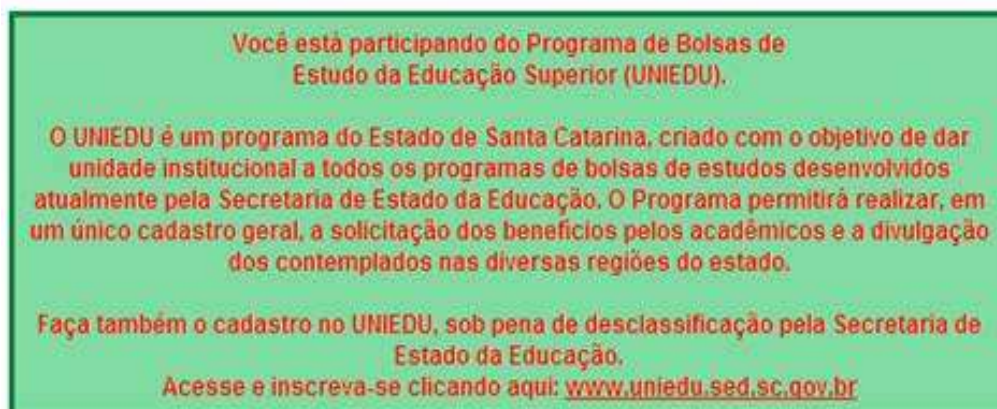 Você está participando do Programa de Bolsas de
Estudo da Educação Superior (UNIEDU).
O UNIEDU é um programa do Estado de Santa Catarina, criado com o objetivo de dar
unidade institucional a todos os programas de bolsas de estudos desenvolvidos
atualmente pela Secretaria de Estado da Educação. O Programa permitirá realizar, em
um único cadastro geral, a solicitação dos benefícios pelos acadêmicos e a divulgação
dos contemplados nas diversas regiões do estado.
Faça também o cadastro no UNIEDU, sob pena de desclassificação pela Secretaria de
Estado da Educação.
Acesse e inscreva-se clicando aqui: www.uniedu.sed.sc.gov.br